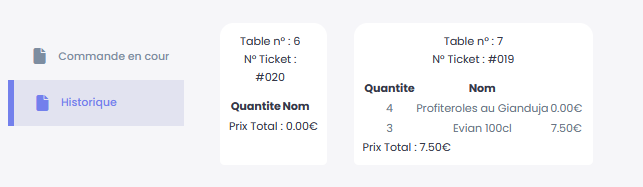 Commande en cour
Historique
Table n° : 6
N° Ticket :
#020
Quantite Nom
Prix Total : 0.00€
Table n° : 7
N° Ticket : #019
Quantite Nom
4 Profiteroles au Gianduja 0.00€
3 Evian 100cl 7.50€
Prix Total : 7.50€